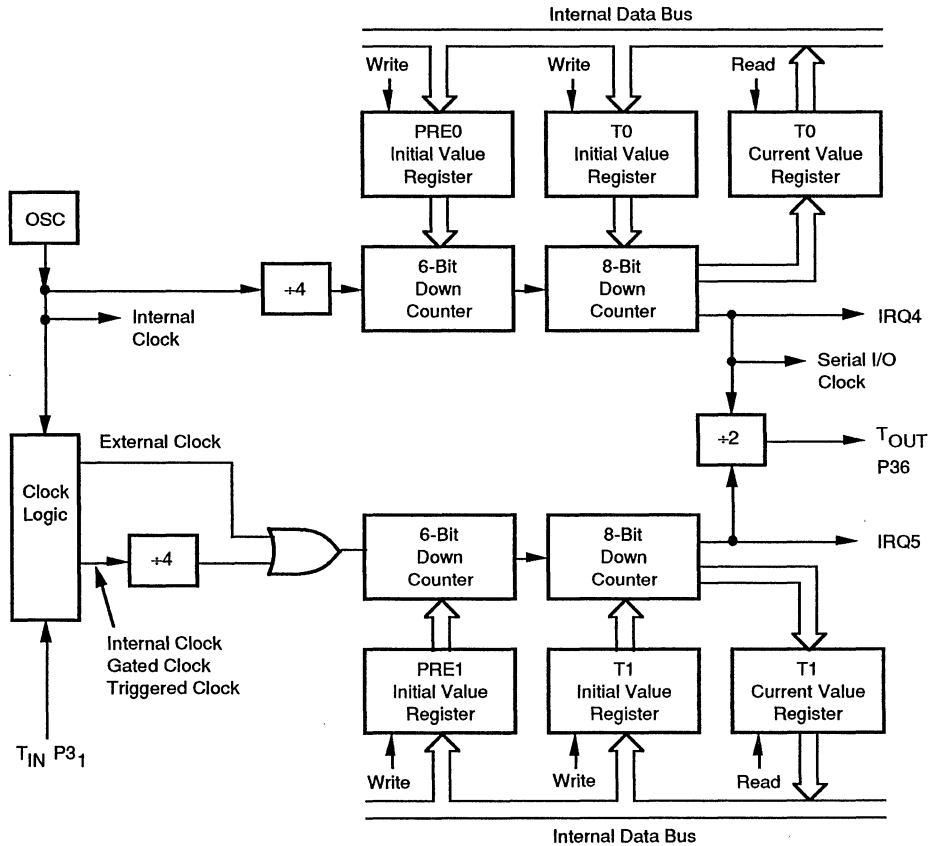 Internal Data Bus
Write
Write
Read
PRE0
Initial Value
Register
T0
Initial Value
Register
T0
Current Value
Register
OSC
÷4
6-Bit
Down
Counter
8-Bit
Down
Counter
Internal
Clock
IRQ4
Serial I/O
Clock
÷2
TOUT
P36
External Clock
Clock
Logic
÷4
6-Bit
Down
Counter
8-Bit
Down
Counter
IRQ5
Internal Clock
Gated Clock
Triggered Clock
PRE1
Initial Value
Register
T1
Initial Value
Register
T1
Current Value
Register
TIN P31
Write
Write
Read
Internal Data Bus